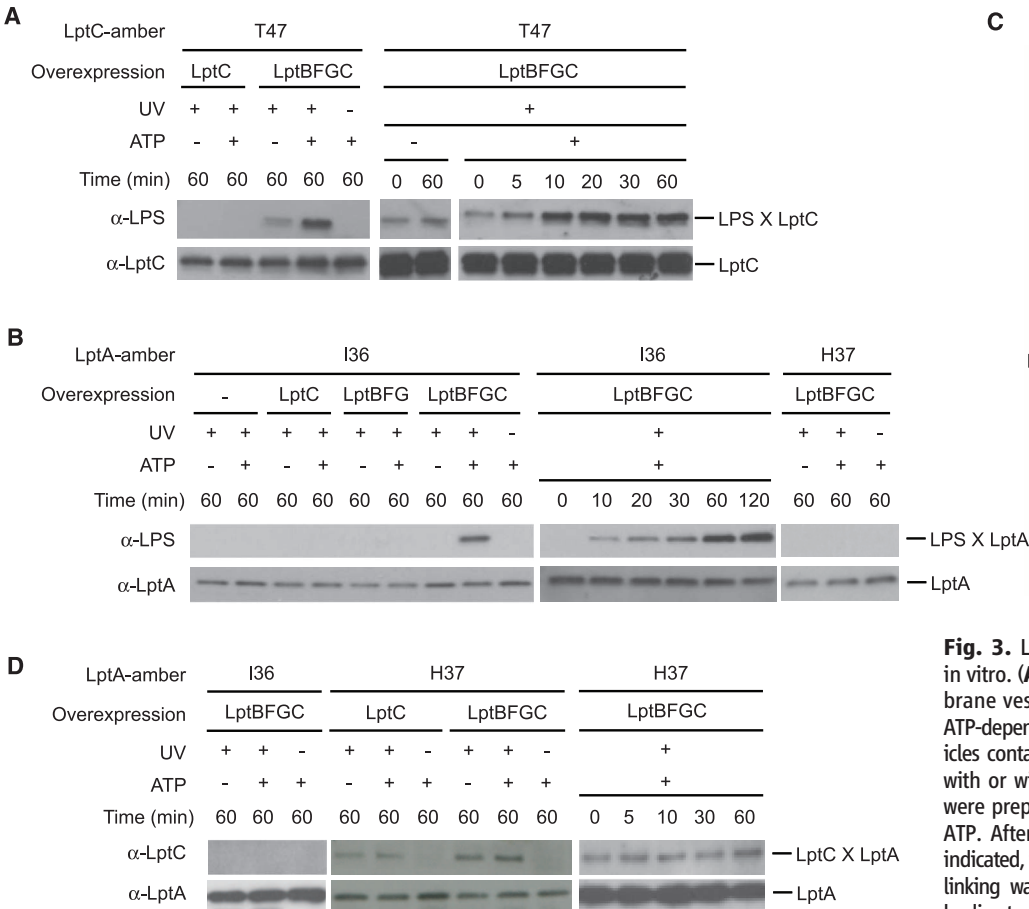 A
LptC-amber T47 T47
Overexpression LptC LptBFGC LptBFGC
UV + + + + - +
ATP - + - + + - +
Time (min) 60 60 60 60 60 0 60 0 5 10 20 30 60
α-LPS LPS X LptC
α-LptC LptC
B
LptA-amber I36 I36 H37
Overexpression - LptC LptBFG LptBFGC LptBFGC LptBFGC
UV + + + + + + + + - + + + -
ATP - + - + - + - + + + - + +
Time (min) 60 60 60 60 60 60 60 60 60 0 10 20 30 60 120 60 60 60
α-LPS LPS X LptA
α-LptA LptA
D
LptA-amber I36 H37 H37
Overexpression LptBFGC LptC LptBFGC LptBFGC
UV + + - + + - + + - +
ATP - + + - + + - + + +
Time (min) 60 60 60 60 60 60 60 60 60 0 5 10 30 60
α-LptC LptC X LptA
α-LptA LptA
C
Fig. 3. L
in vitro. (A
brane ves
ATP-depen
icles conta
with or w
were prep
ATP. After
indicated,
linking wa